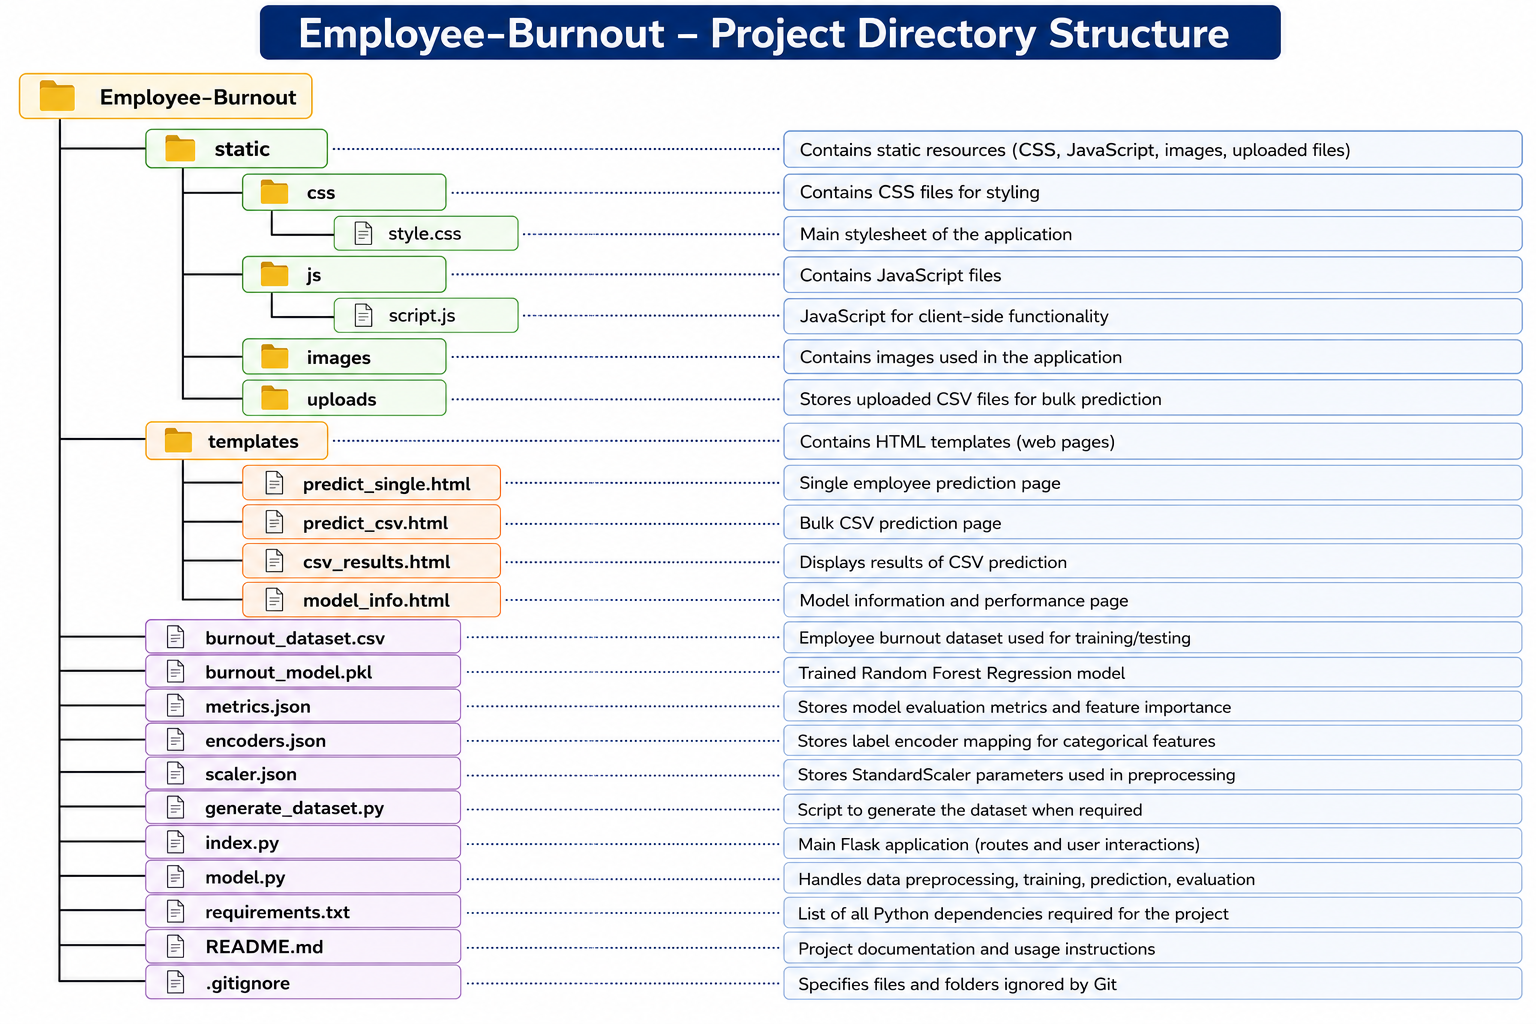 Employee-Burnout – Project Directory Structure
Employee-Burnout
static
Contains static resources (CSS, JavaScript, images, uploaded files)
css
Contains CSS files for styling
style.css
Main stylesheet of the application
js
Contains JavaScript files
script.js
JavaScript for client-side functionality
images
Contains images used in the application
uploads
Stores uploaded CSV files for bulk prediction
templates
Contains HTML templates (web pages)
predict_single.html
Single employee prediction page
predict_csv.html
Bulk CSV prediction page
csv_results.html
Displays results of CSV prediction
model_info.html
Model information and performance page
burnout_dataset.csv
Employee burnout dataset used for training/testing
burnout_model.pkl
Trained Random Forest Regression model
metrics.json
Stores model evaluation metrics and feature importance
encoders.json
Stores label encoder mapping for categorical features
scaler.json
Stores StandardScaler parameters used in preprocessing
generate_dataset.py
Script to generate the dataset when required
index.py
Main Flask application (routes and user interactions)
model.py
Handles data preprocessing, training, prediction, evaluation
requirements.txt
List of all Python dependencies required for the project
README.md
Project documentation and usage instructions
.gitignore
Specifies files and folders ignored by Git